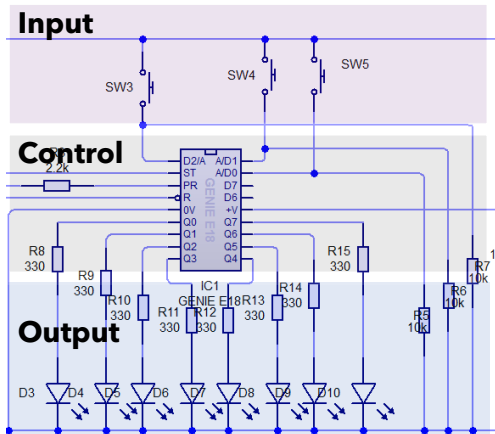 Input
SW3
SW4
SW5
Control
2.2k
D2/A
ST
PR
R
0V
Q0
Q1
Q2
Q3
A/D1
A/D0
D7
D6
+V
Q7
Q6
Q5
Q4
GENIE E18
IC1
GENIE E18
R8
330
R9
330
R10
330
R11
330
R12
330
R13
330
R14
330
R15
330
R5
10k
R6
10k
R7
10k
1
Output
D3
D4
D5
D6
D7
D8
D9
D10